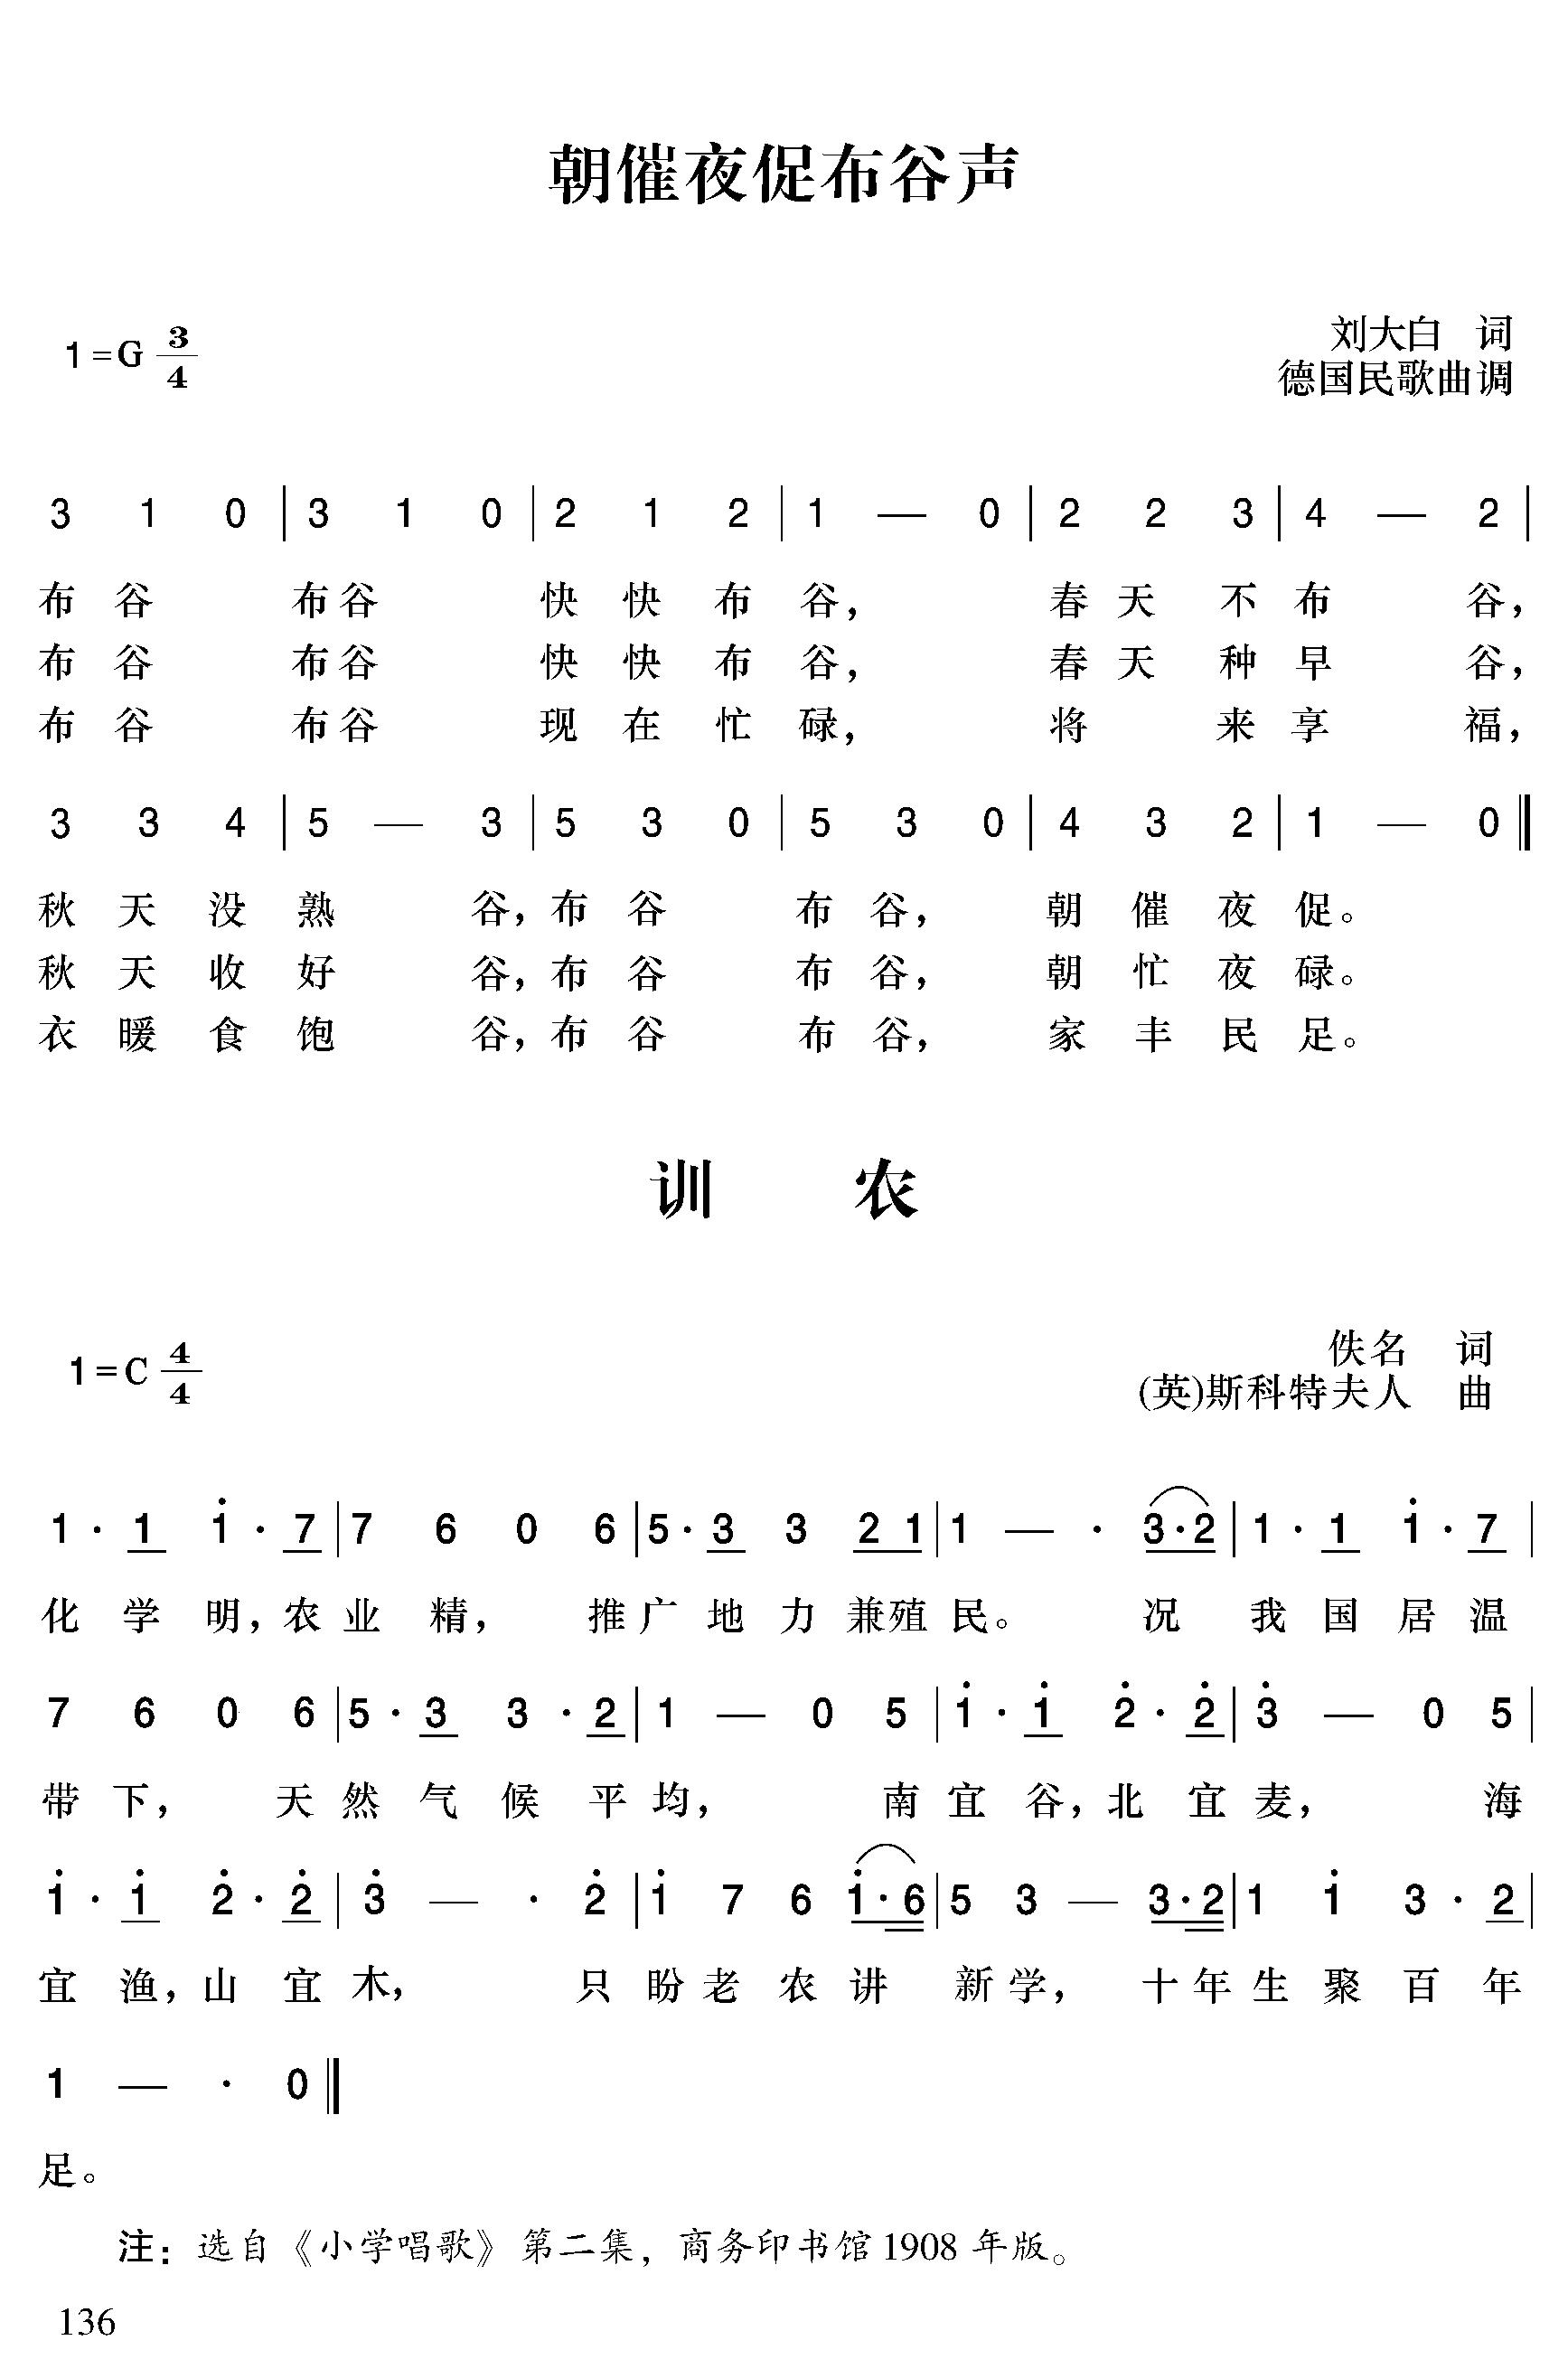 朝催夜促布谷声
刘大白 词
1=G 3/4
德国民歌曲调
3 1 0 | 3 1 0 | 2 1 2 | 1 — 0 | 2 2 3 | 4 — 2 |
布 谷 布谷 快 快 布 谷， 春 天 不 布 谷，
布 谷 布谷 快 快 布 谷， 春 天 种 早 谷，
布 谷 布谷 现 在 忙 碌， 将 来 享 福，
3 3 4 | 5 — 3 | 5 3 0 | 5 3 0 | 4 3 2 | 1 — 0 ‖
秋 天 没 熟 谷，布 谷 布 谷， 朝 催 夜 促。
秋 天 收 好 谷，布 谷 布 谷， 朝 忙 夜 碌。
衣 暖 食 饱 谷，布 谷 布 谷， 家 丰 民 足。
训 农
佚名 词
1=C 4/4
(英)斯科特夫人 曲
1· 1 1̇· 7 | 7 6 0 6 | 5· 3 3 2 1 | 1 — · 3·2 | 1· 1 1̇· 7 |
化 学 明，农 业 精， 推 广 地 力 兼殖 民。 况 我 国 居 温
7 6 0 6 | 5· 3 3· 2 | 1 — 0 5 | 1̇· 1̇ 2̇· 2̇ | 3̇ — 0 5 |
带 下， 天 然 气 候 平 均， 南 宜 谷，北 宜 麦， 海
1̇· 1̇ 2̇· 2̇ | 3̇ — · 2̇ | 1̇ 7 6 1̇·6 | 5 3 — 3·2 | 1 1̇ 3· 2 |
宜 渔，山 宜 木， 只 盼 老 农 讲 新 学， 十 年 生 聚 百 年
1 — · 0 ‖
足。
注：选自《小学唱歌》第二集，商务印书馆1908年版。
136